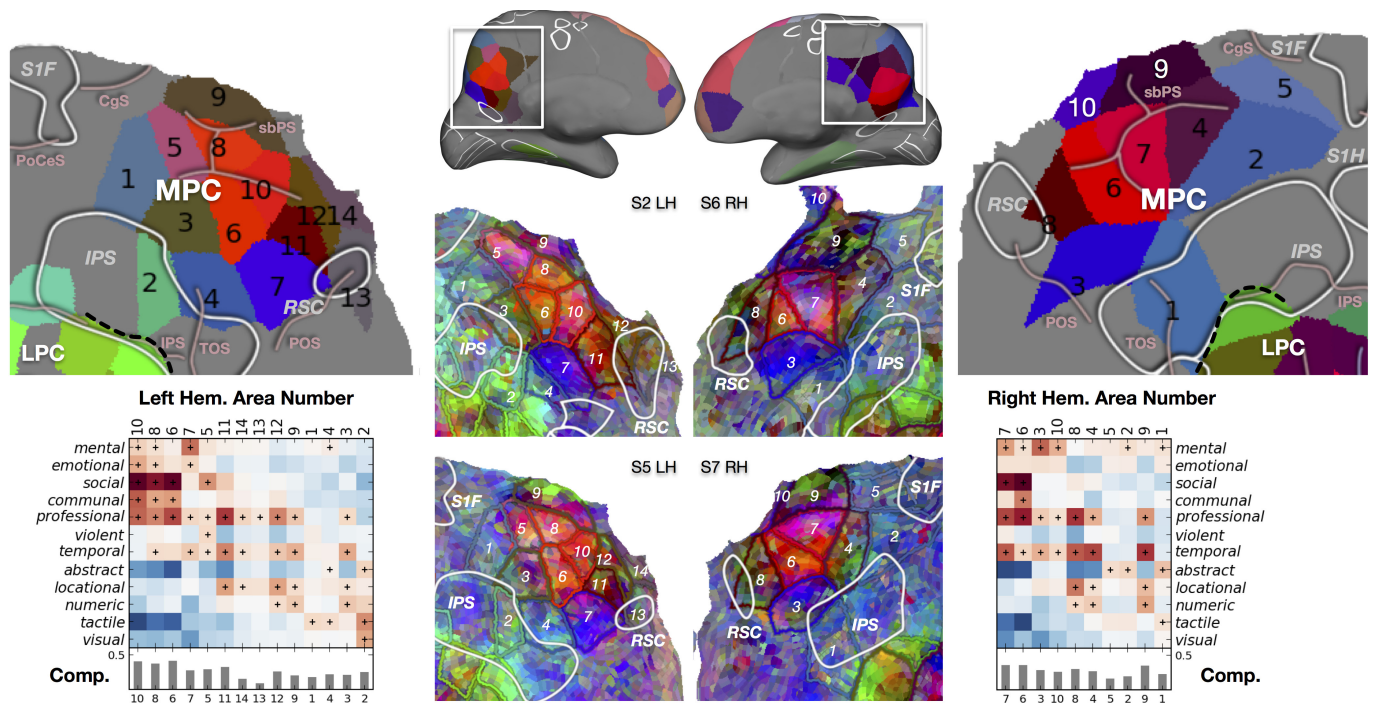 S1F
CgS
9
sbPS
PoCeS
5
8
1
MPC
10
3
6
12
14
11
IPS
2
4
7
RSC
13
LPC
IPS
TOS
POS
S2 LH
S6 RH
9
5
8
1
3
6
10
12
IPS
7
11
13
2
4
RSC
10
9
5
4
S1F
2
8
6
7
3
IPS
RSC
1
S5 LH
S7 RH
S1F
9
5
8
1
10
12
3
6
11
14
IPS
2
4
7
13
RSC
10
9
5
S1F
7
4
2
8
6
3
IPS
RSC
1
CgS
S1F
9
sbPS
10
5
4
7
2
S1H
MPC
RSC
6
8
IPS
3
1
IPS
POS
TOS
LPC
Left Hem. Area Number
10 8 6 7 5 11 14 13 12 9 1 4 3 2
mental
emotional
social
communal
professional
violent
temporal
abstract
locational
numeric
tactile
visual
0.5
Comp.
10 8 6 7 5 11 14 13 12 9 1 4 3 2
Right Hem. Area Number
7 6 3 10 8 4 5 2 9 1
mental
emotional
social
communal
professional
violent
temporal
abstract
locational
numeric
tactile
visual
0.5
Comp.
7 6 3 10 8 4 5 2 9 1